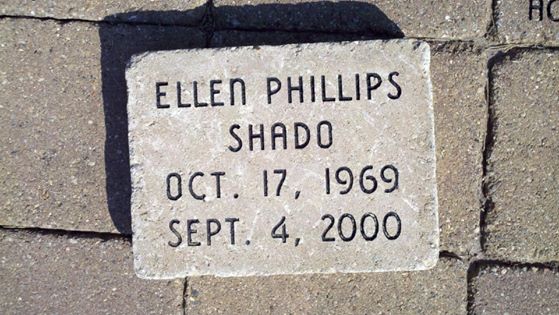 ELLEN PHILLIPS
SHADO
OCT. 17, 1969
SEPT. 4, 2000